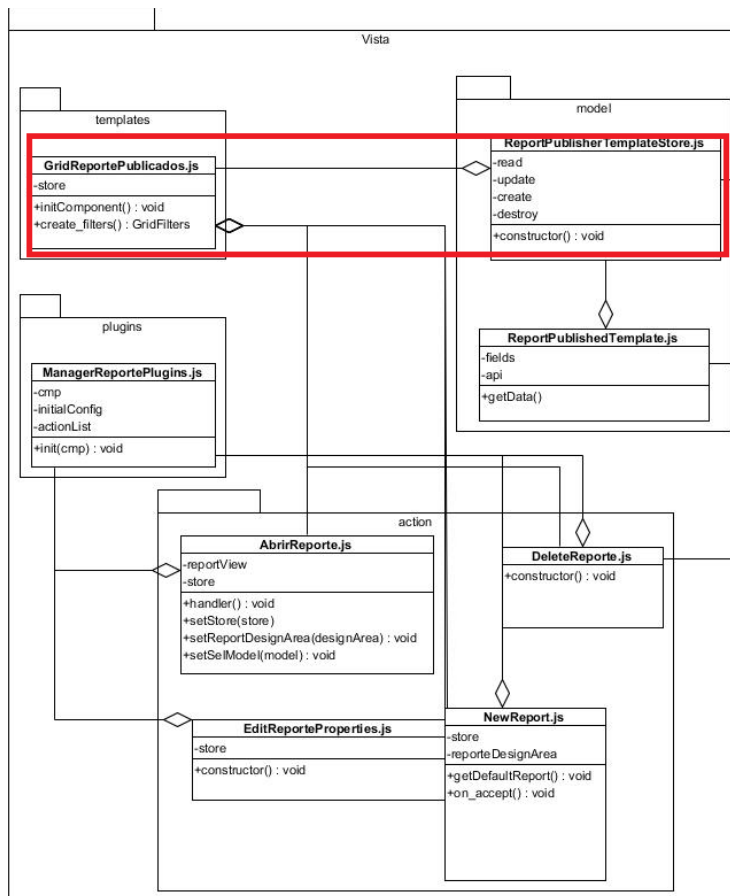 Vista
templates
GridReportePublicados.js
-store
+initComponent() : void
+create_filters() : GridFilters
model
ReportPublisherTemplateStore.js
-read
-update
-create
-destroy
+constructor() : void
ReportPublishedTemplate.js
-fields
-api
+getData()
plugins
ManagerReportePlugins.js
-cmp
-initialConfig
-actionList
+init(cmp) : void
action
AbrirReporte.js
-reportView
-store
+handler() : void
+setStore(store)
+setReportDesignArea(designArea) : void
+setSelModel(model) : void
DeleteReporte.js
+constructor() : void
EditReporteProperties.js
-store
+constructor() : void
NewReport.js
-store
-reporteDesignArea
+getDefaultReport() : void
+on_accept() : void